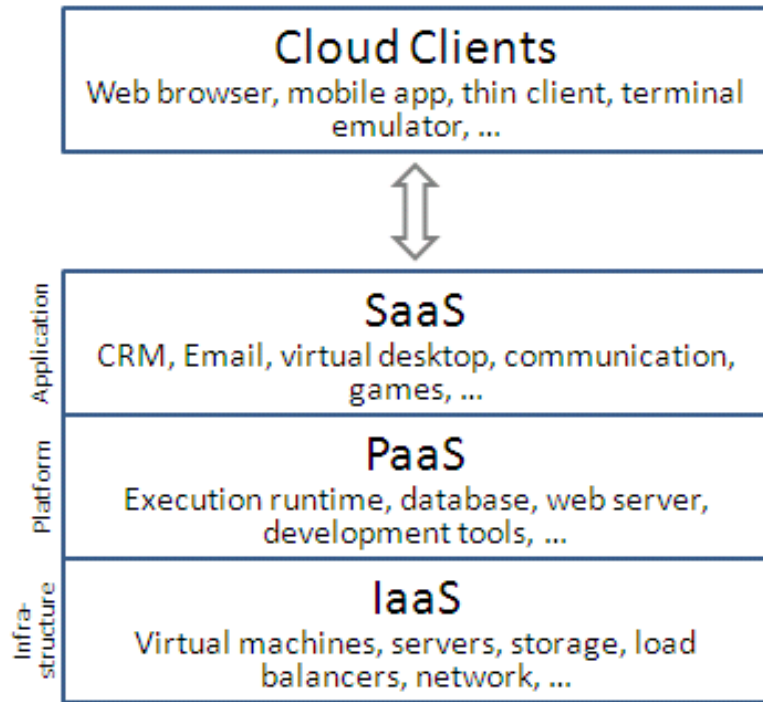 Cloud Clients
Web browser, mobile app, thin client, terminal
emulator, ...
Application
SaaS
CRM, Email, virtual desktop, communication,
games, ...
Platform
PaaS
Execution runtime, database, web server,
development tools, ...
Infra-
structure
IaaS
Virtual machines, servers, storage, load
balancers, network, ...